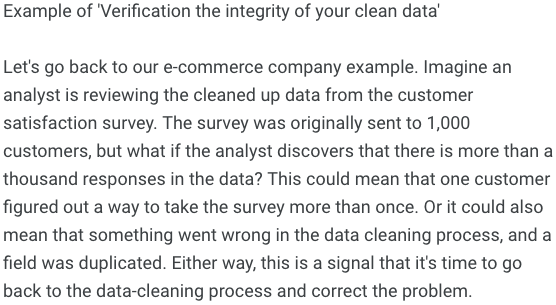 Example of 'Verification the integrity of your clean data'
Let's go back to our e-commerce company example. Imagine an
analyst is reviewing the cleaned up data from the customer
satisfaction survey. The survey was originally sent to 1,000
customers, but what if the analyst discovers that there is more than a
thousand responses in the data? This could mean that one customer
figured out a way to take the survey more than once. Or it could also
mean that something went wrong in the data cleaning process, and a
field was duplicated. Either way, this is a signal that it's time to go
back to the data-cleaning process and correct the problem.